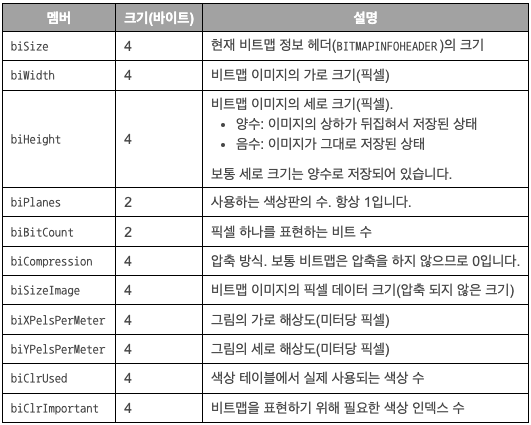 멤버 크기(바이트) 설명
biSize 4 현재 비트맵 정보 헤더(BITMAPINFOHEADER)의 크기
biWidth 4 비트맵 이미지의 가로 크기(픽셀)
비트맵 이미지의 세로 크기(픽셀).
• 양수: 이미지의 상하가 뒤집혀서 저장된 상태
biHeight 4 • 음수: 이미지가 그대로 저장된 상태
보통 세로 크기는 양수로 저장되어 있습니다.
biPlanes 2 사용하는 색상판의 수. 항상 1입니다.
biBitCount 2 픽셀 하나를 표현하는 비트 수
biCompression 4 압축 방식. 보통 비트맵은 압축을 하지 않으므로 0입니다.
biSizeImage 4 비트맵 이미지의 픽셀 데이터 크기(압축 되지 않은 크기)
biXPelsPerMeter 4 그림의 가로 해상도(미터당 픽셀)
biYPelsPerMeter 4 그림의 세로 해상도(미터당 픽셀)
biClrUsed 4 색상 테이블에서 실제 사용되는 색상 수
biClrImportant 4 비트맵을 표현하기 위해 필요한 색상 인덱스 수